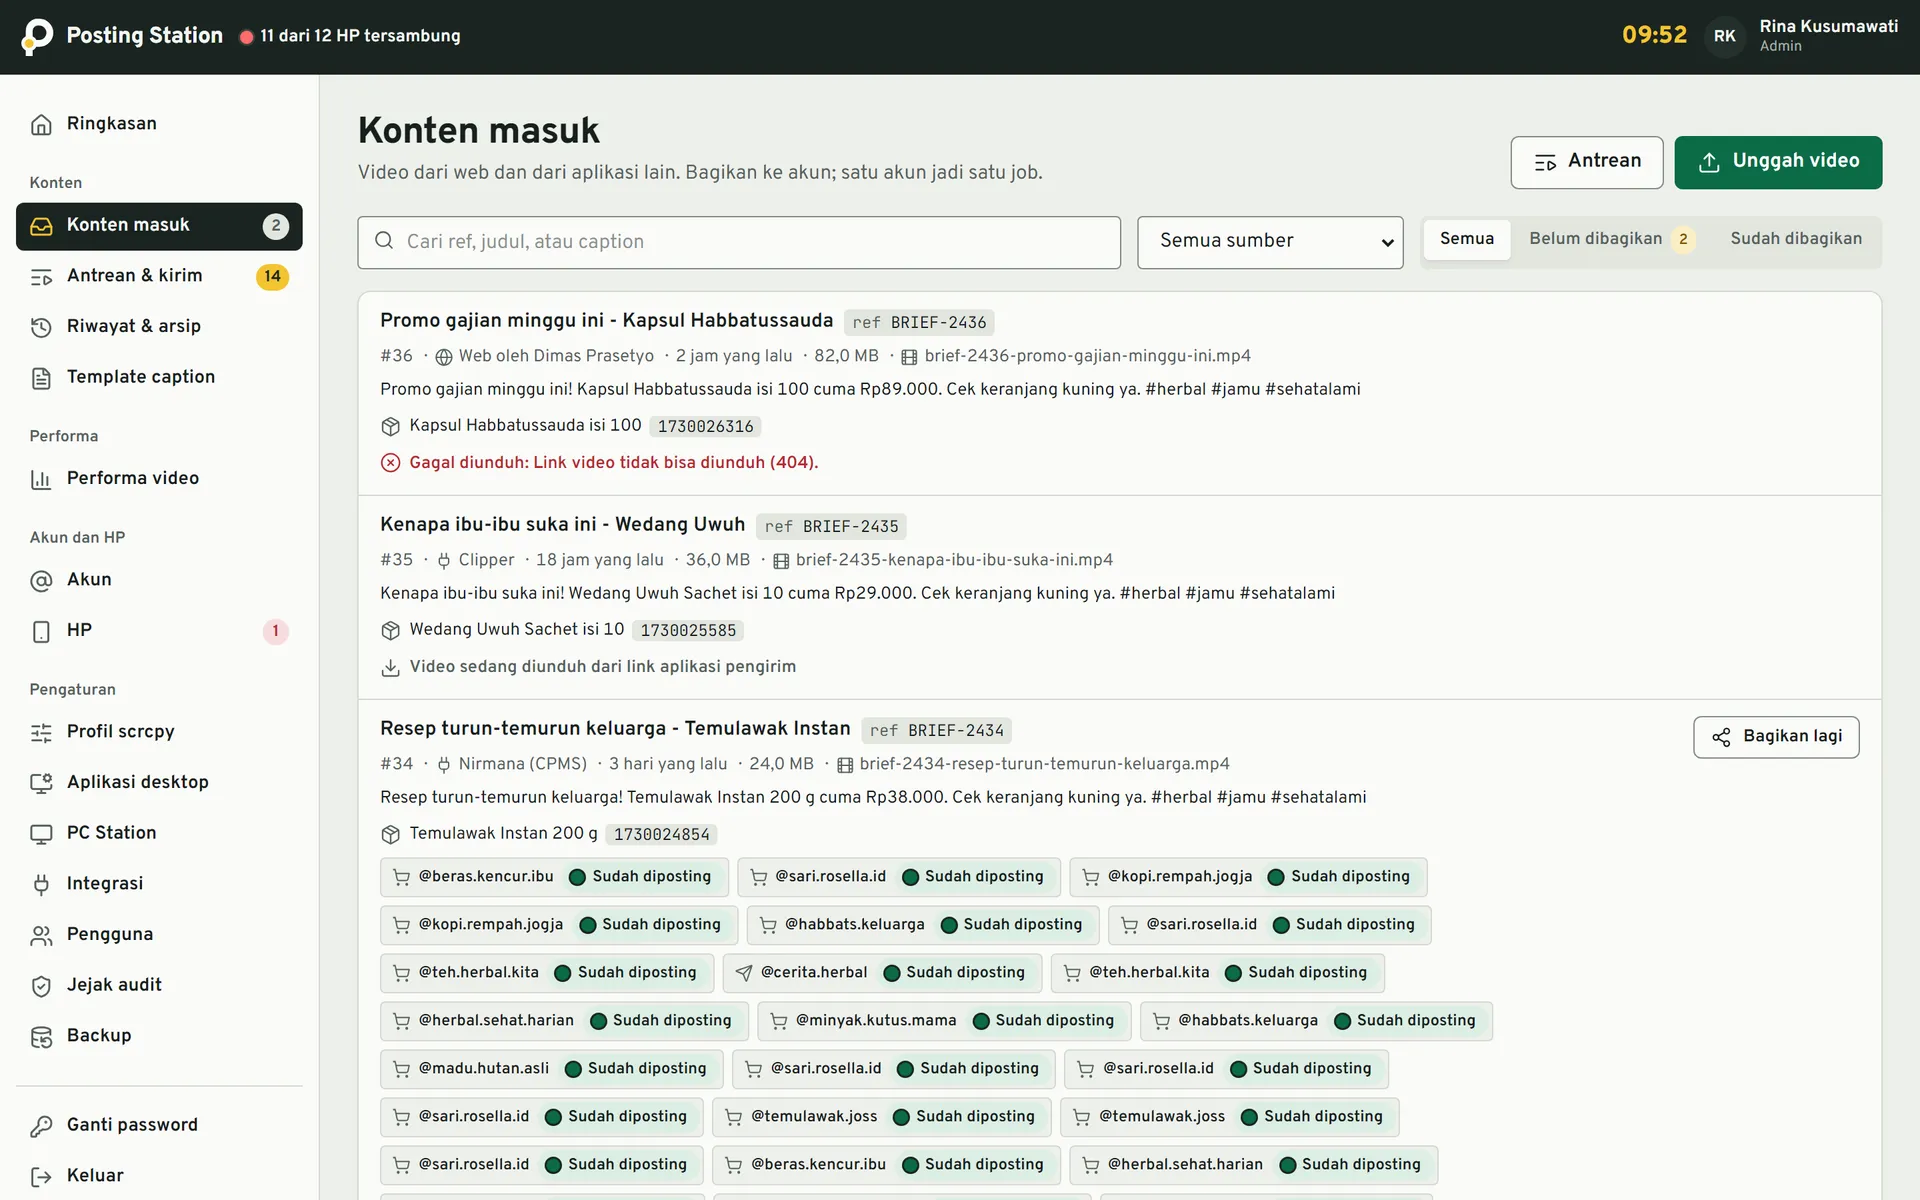 Posting Station
11 dari 12 HP tersambung
09:52
RK
Rina Kusumawati
Admin
Ringkasan
Konten
Konten masuk 2
Antrean & kirim 14
Riwayat & arsip
Template caption
Performa
Performa video
Akun dan HP
Akun
HP 1
Pengaturan
Profil scrcpy
Aplikasi desktop
PC Station
Integrasi
Pengguna
Jejak audit
Backup
Ganti password
Keluar
Konten masuk
Video dari web dan dari aplikasi lain. Bagikan ke akun; satu akun jadi satu job.
Antrean
Unggah video
Cari ref, judul, atau caption
Semua sumber
Semua
Belum dibagikan 2
Sudah dibagikan
Promo gajian minggu ini - Kapsul Habbatussauda ref BRIEF-2436
#36 · Web oleh Dimas Prasetyo · 2 jam yang lalu · 82,0 MB · brief-2436-promo-gajian-minggu-ini.mp4
Promo gajian minggu ini! Kapsul Habbatussauda isi 100 cuma Rp89.000. Cek keranjang kuning ya. #herbal #jamu #sehatalami
Kapsul Habbatussauda isi 100 1730026316
Gagal diunduh: Link video tidak bisa diunduh (404).
Kenapa ibu-ibu suka ini - Wedang Uwuh ref BRIEF-2435
#35 · Clipper · 18 jam yang lalu · 36,0 MB · brief-2435-kenapa-ibu-ibu-suka-ini.mp4
Kenapa ibu-ibu suka ini! Wedang Uwuh Sachet isi 10 cuma Rp29.000. Cek keranjang kuning ya. #herbal #jamu #sehatalami
Wedang Uwuh Sachet isi 10 1730025585
Video sedang diunduh dari link aplikasi pengirim
Resep turun-temurun keluarga - Temulawak Instan ref BRIEF-2434
Bagikan lagi
#34 · Nirmana (CPMS) · 3 hari yang lalu · 24,0 MB · brief-2434-resep-turun-temurun-keluarga.mp4
Resep turun-temurun keluarga! Temulawak Instan 200 g cuma Rp38.000. Cek keranjang kuning ya. #herbal #jamu #sehatalami
Temulawak Instan 200 g 1730024854
@beras.kencur.ibu Sudah diposting @sari.rosella.id Sudah diposting @kopi.rempah.jogja Sudah diposting
@kopi.rempah.jogja Sudah diposting @habbats.keluarga Sudah diposting @sari.rosella.id Sudah diposting
@teh.herbal.kita Sudah diposting @cerita.herbal Sudah diposting @teh.herbal.kita Sudah diposting
@herbal.sehat.harian Sudah diposting @minyak.kutus.mama Sudah diposting @habbats.keluarga Sudah diposting
@madu.hutan.asli Sudah diposting @sari.rosella.id Sudah diposting @sari.rosella.id Sudah diposting
@sari.rosella.id Sudah diposting @temulawak.joss Sudah diposting @temulawak.joss Sudah diposting
@sari.rosella.id Sudah diposting @beras.kencur.ibu Sudah diposting @herbal.sehat.harian Sudah diposting